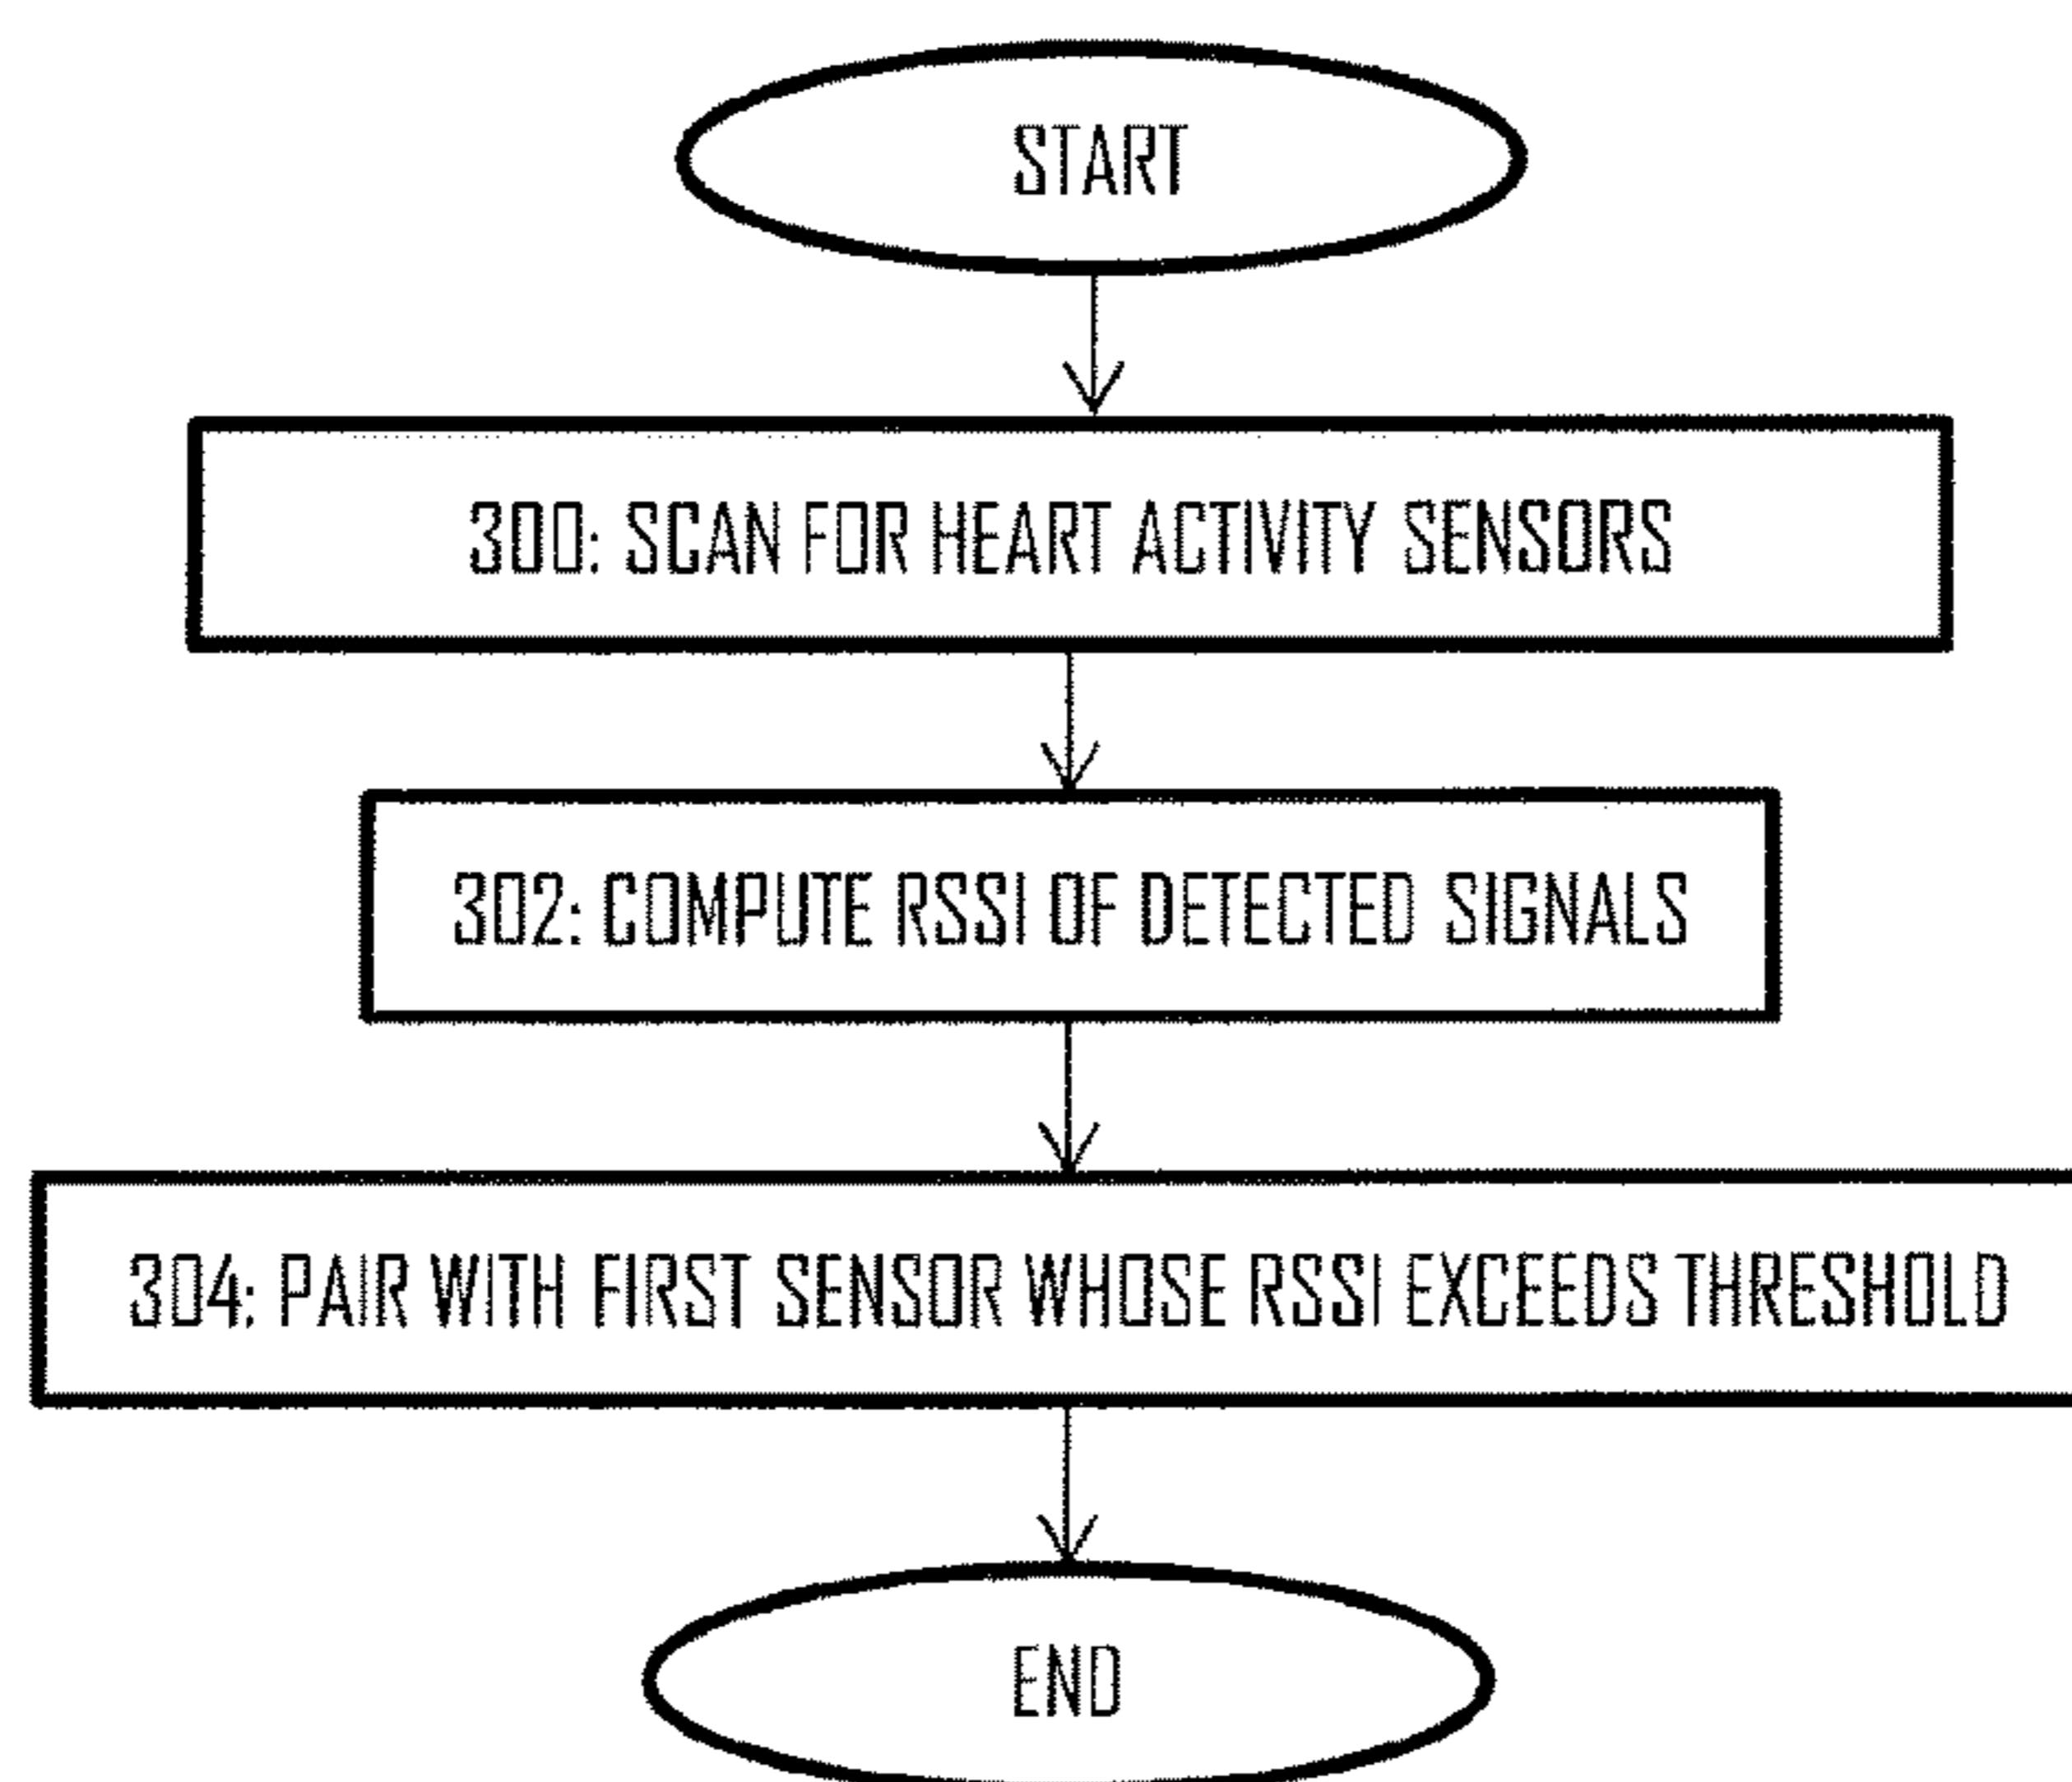 START
300: SCAN FOR HEART ACTIVITY SENSORS
302: COMPUTE RSSI OF DETECTED SIGNALS
304: PAIR WITH FIRST SENSOR WHOSE RSSI EXCEEDS THRESHOLD
END